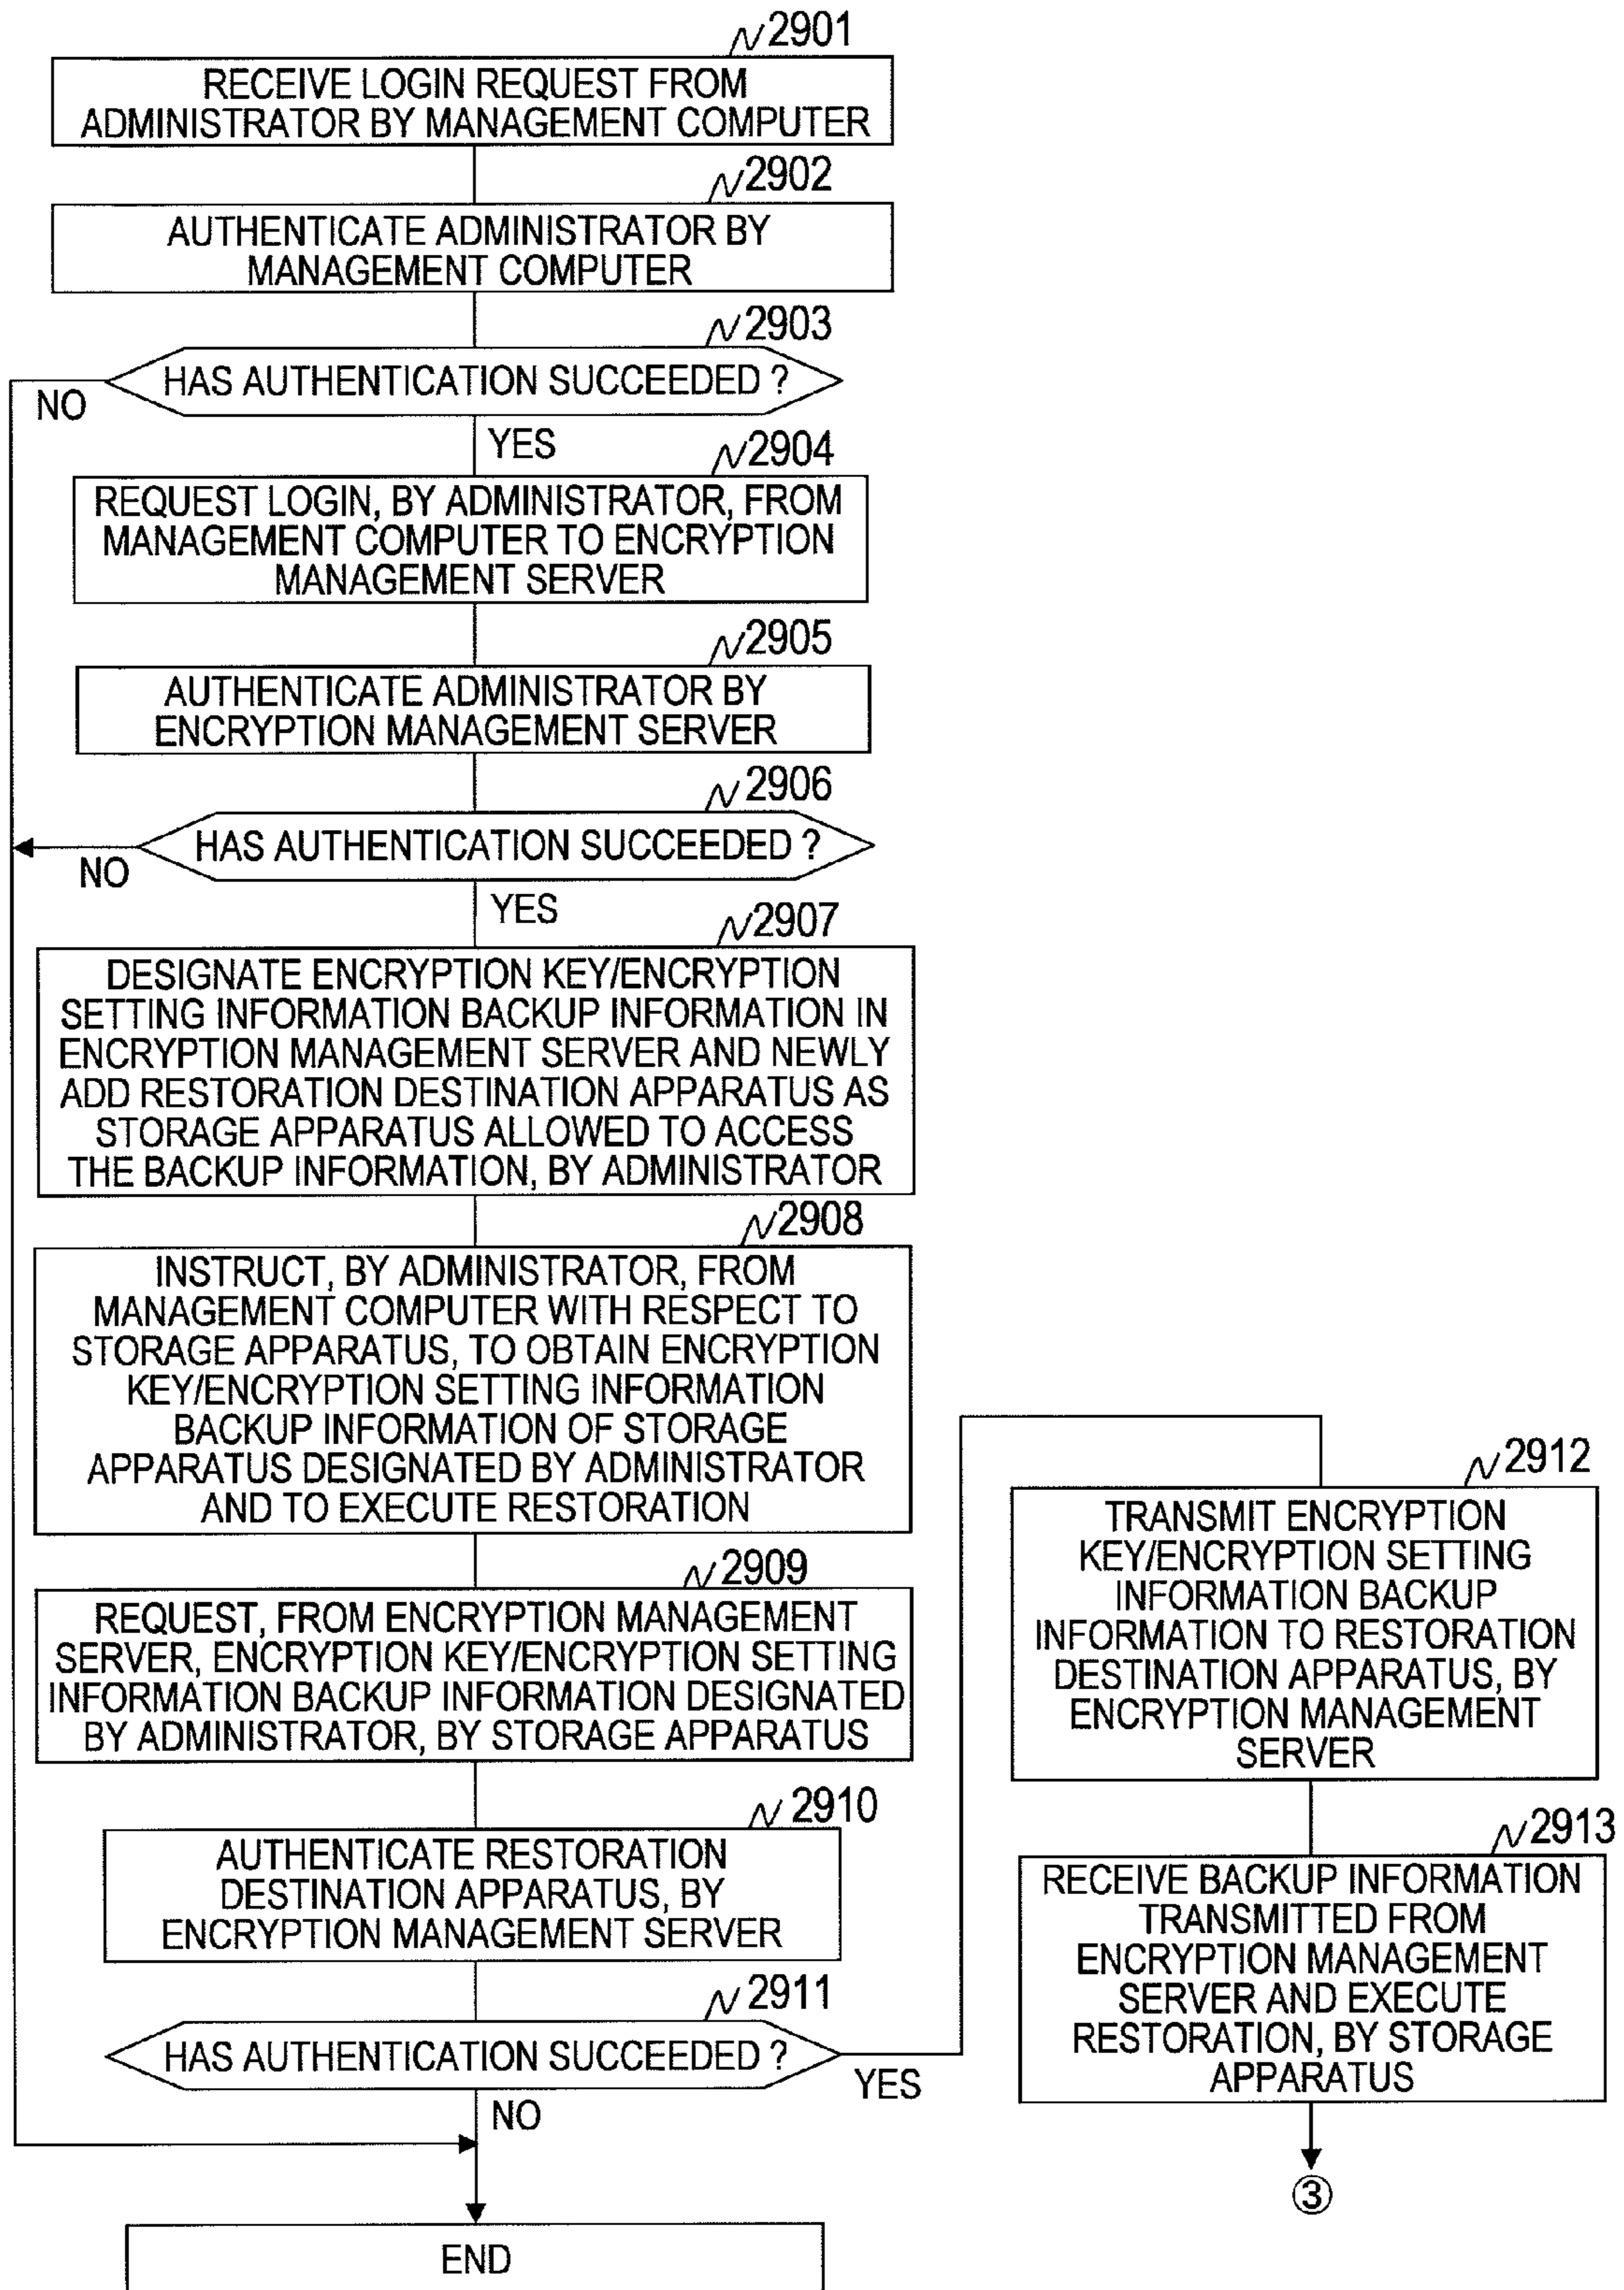 2901
RECEIVE LOGIN REQUEST FROM
ADMINISTRATOR BY MANAGEMENT COMPUTER
2902
AUTHENTICATE ADMINISTRATOR BY
MANAGEMENT COMPUTER
2903
HAS AUTHENTICATION SUCCEEDED ?
NO
YES
2904
REQUEST LOGIN, BY ADMINISTRATOR, FROM
MANAGEMENT COMPUTER TO ENCRYPTION
MANAGEMENT SERVER
2905
AUTHENTICATE ADMINISTRATOR BY
ENCRYPTION MANAGEMENT SERVER
2906
HAS AUTHENTICATION SUCCEEDED ?
NO
YES
2907
DESIGNATE ENCRYPTION KEY/ENCRYPTION
SETTING INFORMATION BACKUP INFORMATION IN
ENCRYPTION MANAGEMENT SERVER AND NEWLY
ADD RESTORATION DESTINATION APPARATUS AS
STORAGE APPARATUS ALLOWED TO ACCESS
THE BACKUP INFORMATION, BY ADMINISTRATOR
2908
INSTRUCT, BY ADMINISTRATOR, FROM
MANAGEMENT COMPUTER WITH RESPECT TO
STORAGE APPARATUS, TO OBTAIN ENCRYPTION
KEY/ENCRYPTION SETTING INFORMATION
BACKUP INFORMATION OF STORAGE
APPARATUS DESIGNATED BY ADMINISTRATOR
AND TO EXECUTE RESTORATION
2909
REQUEST, FROM ENCRYPTION MANAGEMENT
SERVER, ENCRYPTION KEY/ENCRYPTION SETTING
INFORMATION BACKUP INFORMATION DESIGNATED
BY ADMINISTRATOR, BY STORAGE APPARATUS
2910
AUTHENTICATE RESTORATION
DESTINATION APPARATUS, BY
ENCRYPTION MANAGEMENT SERVER
2911
HAS AUTHENTICATION SUCCEEDED ?
YES
NO
END
2912
TRANSMIT ENCRYPTION
KEY/ENCRYPTION SETTING
INFORMATION BACKUP
INFORMATION TO RESTORATION
DESTINATION APPARATUS, BY
ENCRYPTION MANAGEMENT
SERVER
2913
RECEIVE BACKUP INFORMATION
TRANSMITTED FROM
ENCRYPTION MANAGEMENT
SERVER AND EXECUTE
RESTORATION, BY STORAGE
APPARATUS
③